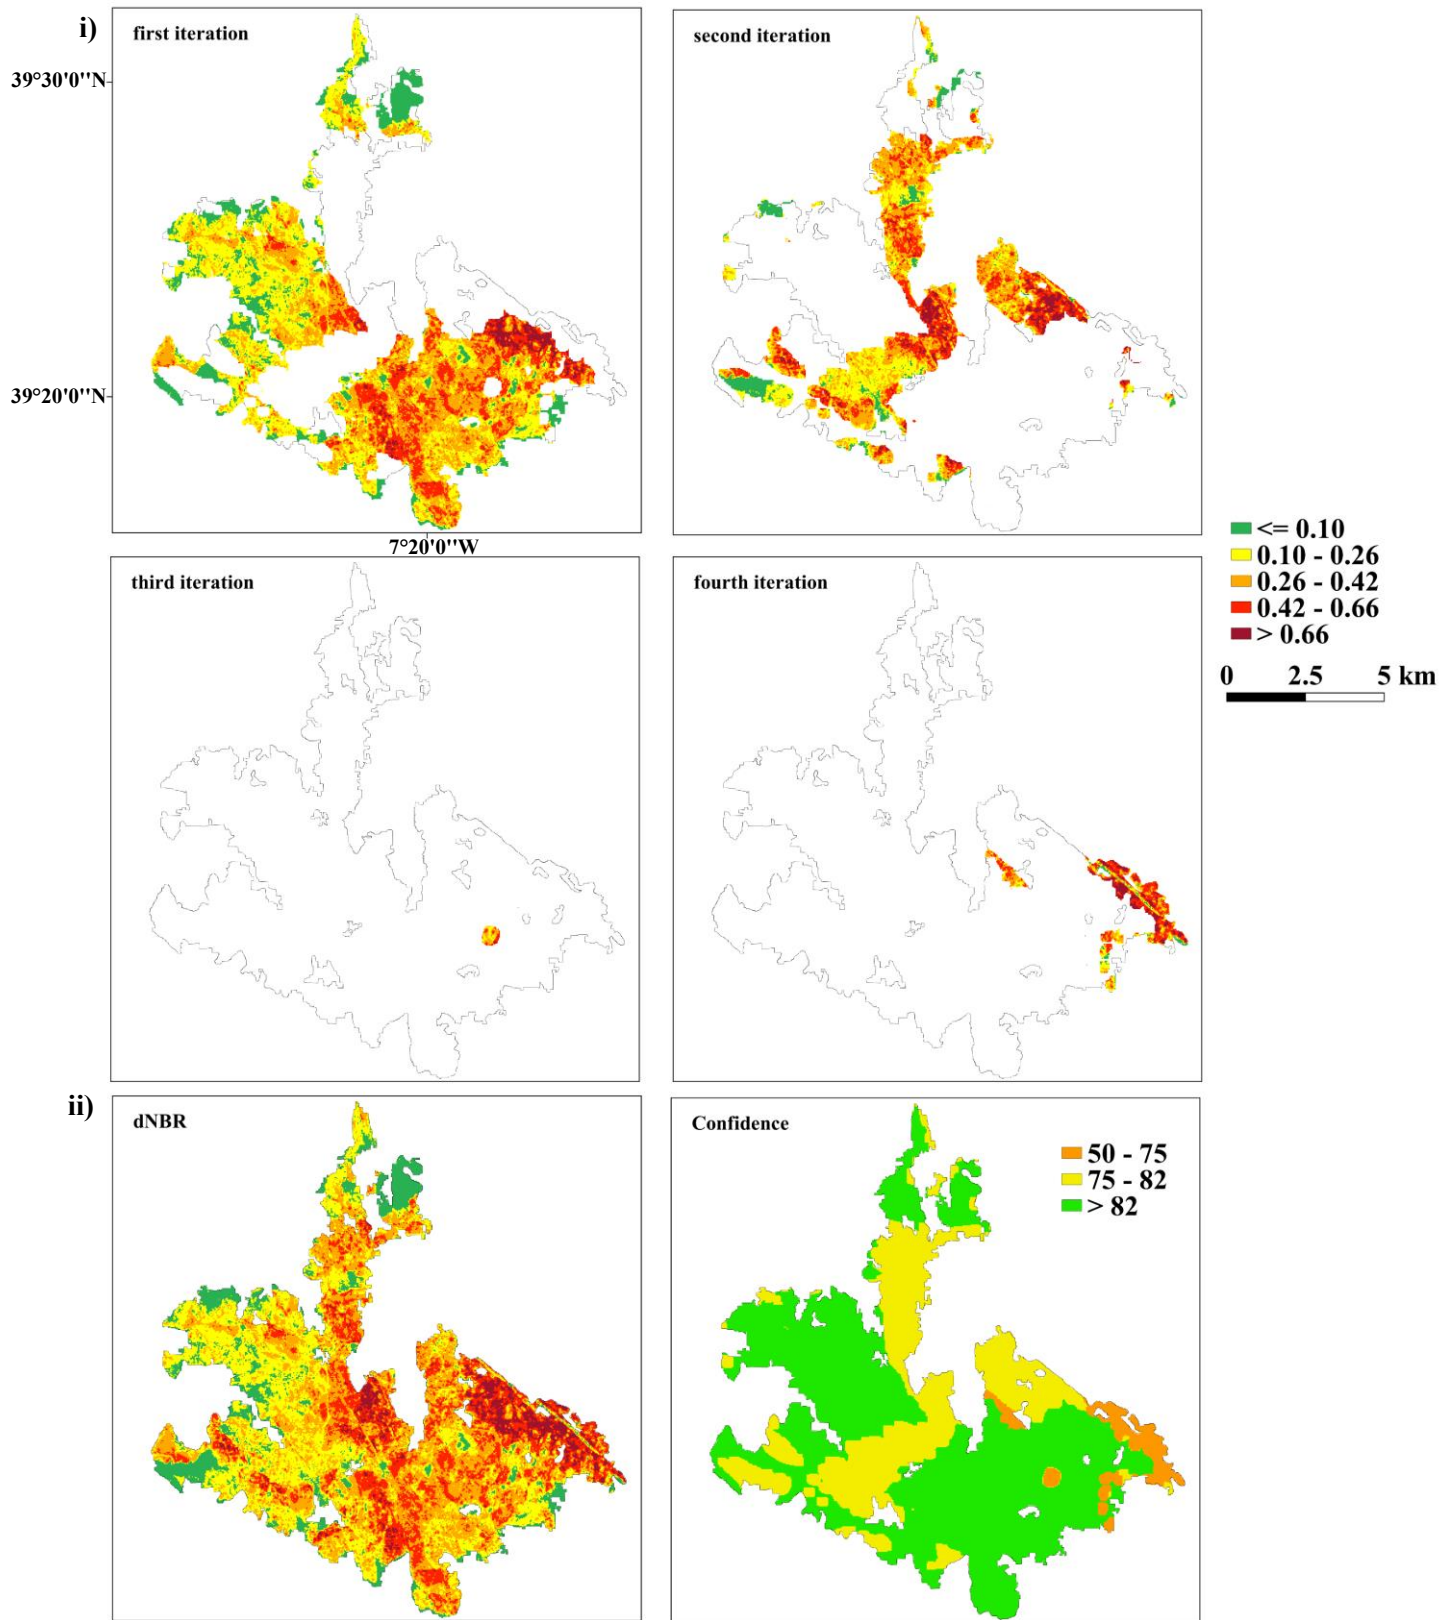 i)
first iteration
second iteration
39°30'0''N
39°20'0''N
7°20'0''W
<= 0.10
0.10 - 0.26
0.26 - 0.42
0.42 - 0.66
> 0.66
0 2.5 5 km
third iteration
fourth iteration
ii)
dNBR
Confidence
50 - 75
75 - 82
> 82